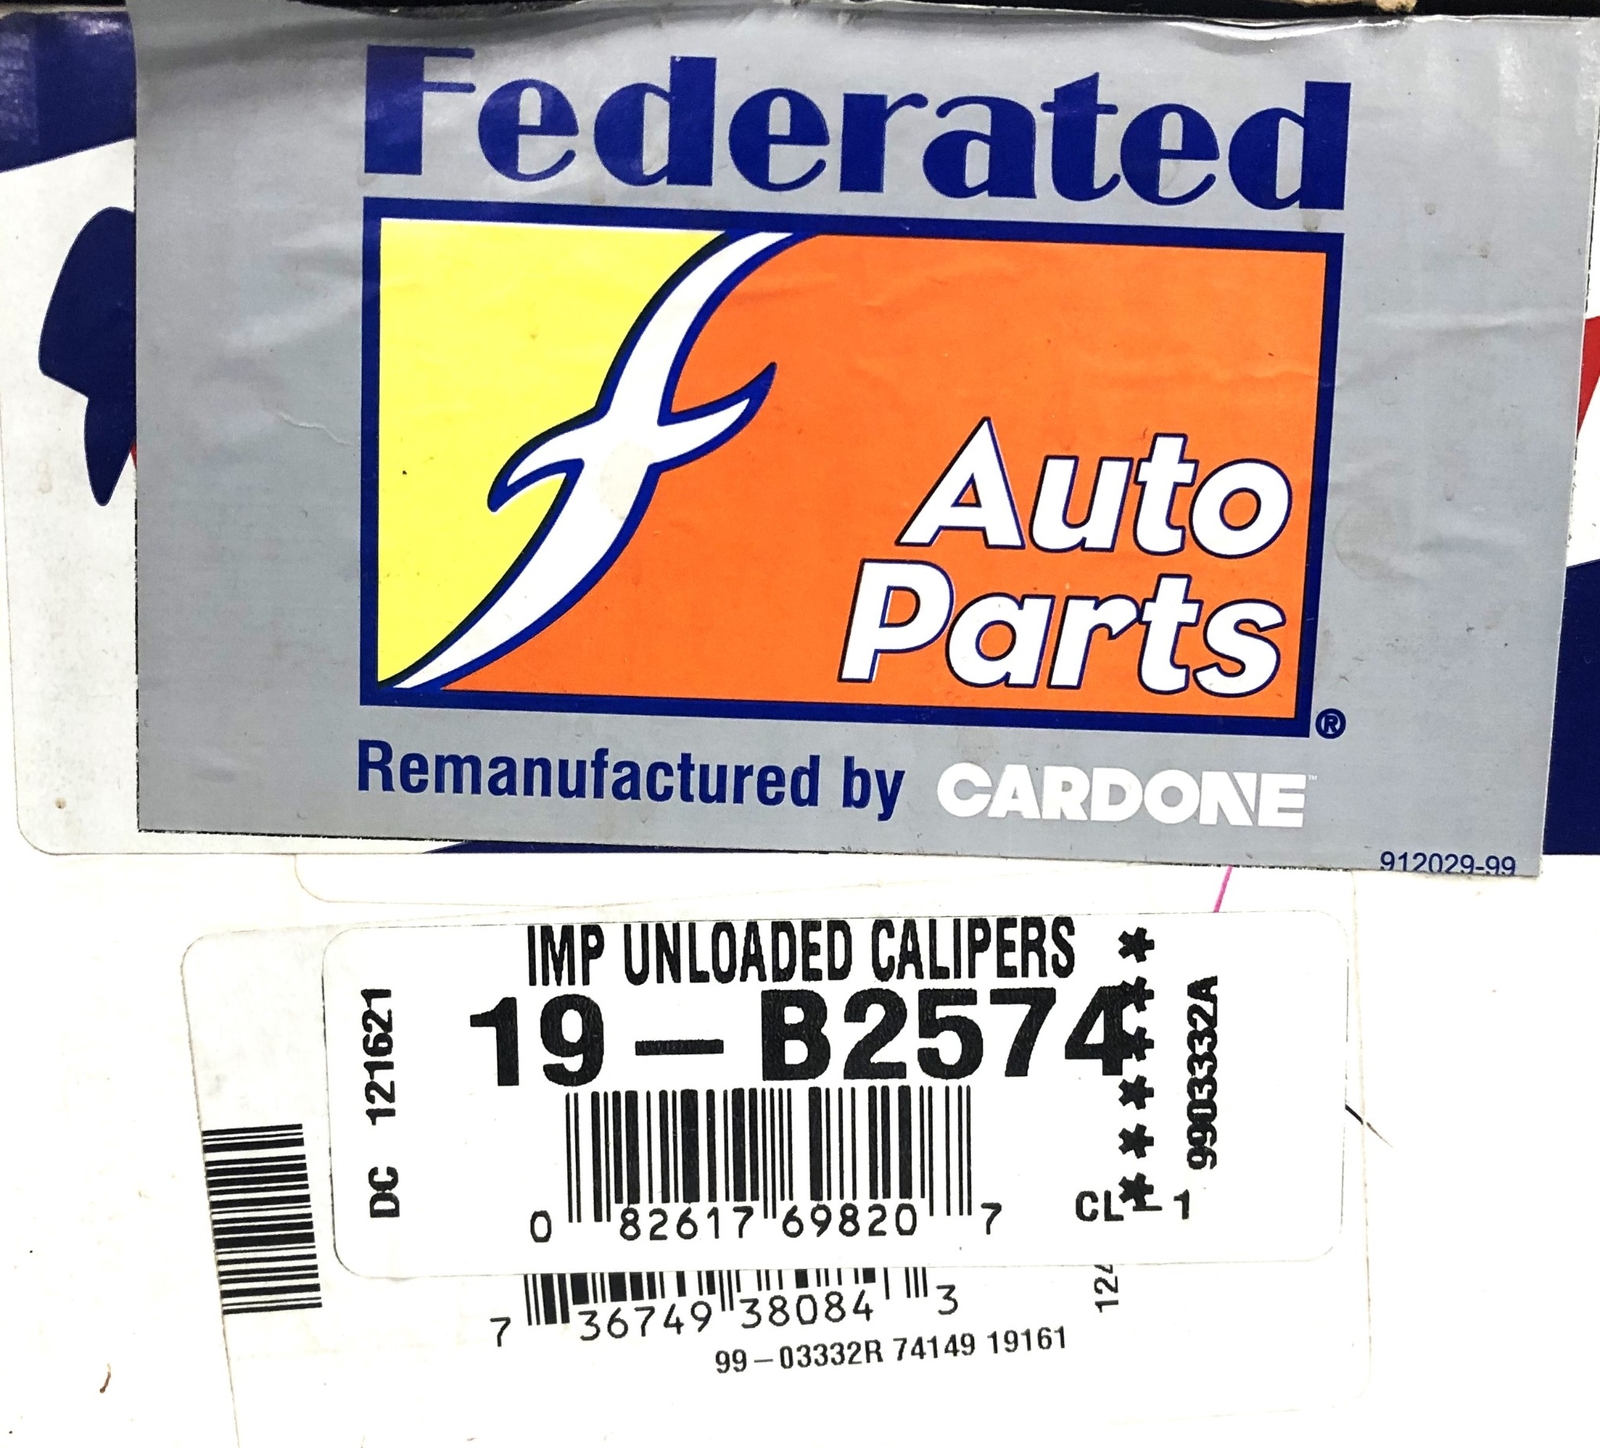 Federated
Auto
Parts
®
Remanufactured by CARDONE™
912029-99
IMP UNLOADED CALIPERS
19-B2574
DC 121621
0 82617 69820 7
CL-1
*******
9903332A
7 36749 38084 3
99-03332R 74149 19161